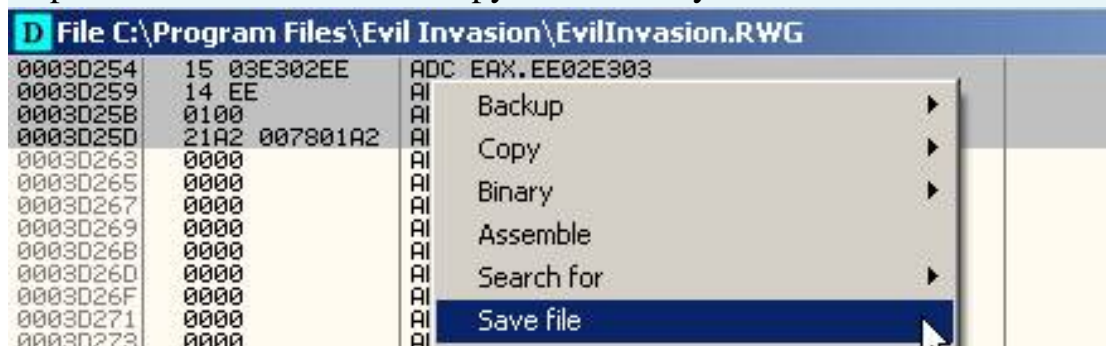 File C:\Program Files\Evil Invasion\EvilInvasion.RWG
0003D254 15 03E302EE ADC EAX.EE02E303
0003D259 14 EE
0003D25B 0100
0003D25D 21A2 007801A2
0003D263 0000
0003D265 0000
0003D267 0000
0003D269 0000
0003D26B 0000
0003D26D 0000
0003D26F 0000
0003D271 0000
0003D273 0000
Backup
Copy
Binary
Assemble
Search for
Save file